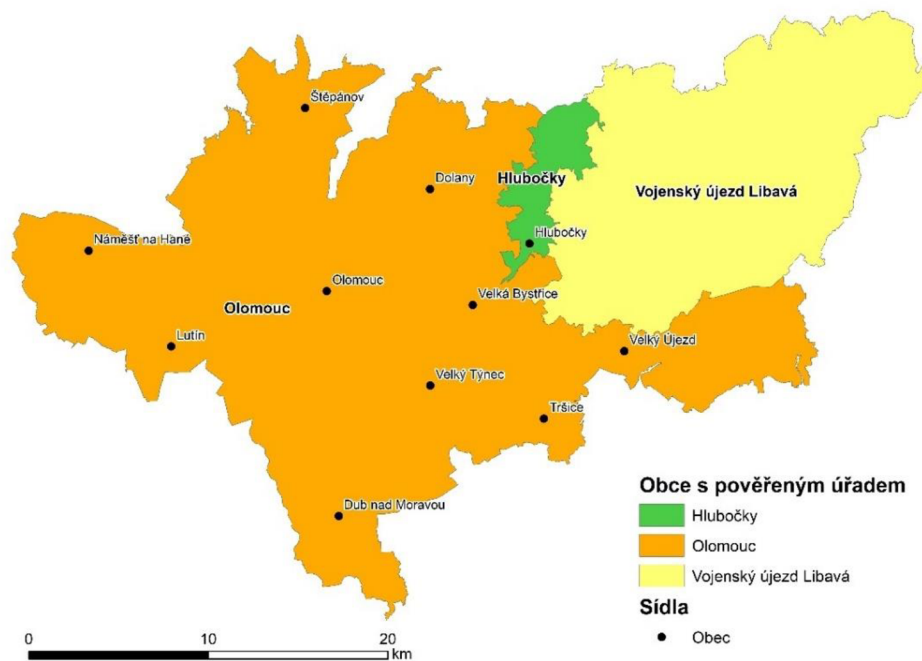 Štěpánov
Dolany
Hlubočky
Vojenský újezd Libavá
Náměšť na Hané
Hlubočky
Olomouc
Velká Bystřice
Olomouc
Lutín
Velký Újezd
Velký Týnec
Tršice
Dub nad Moravou
Obce s pověřeným úřadem
Hlubočky
Olomouc
Vojenský újezd Libavá
Sídla
Obec
0 10 20
km